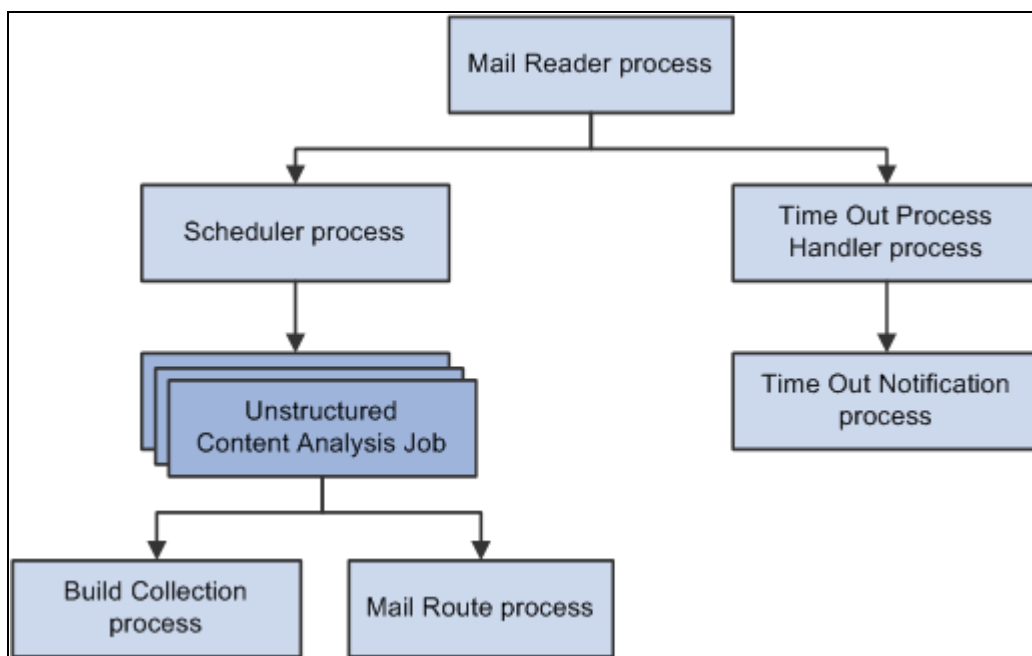 Mail Reader process
Scheduler process
Time Out Process
Handler process
Unstructured
Content Analysis Job
Time Out Notification
process
Build Collection
process
Mail Route process